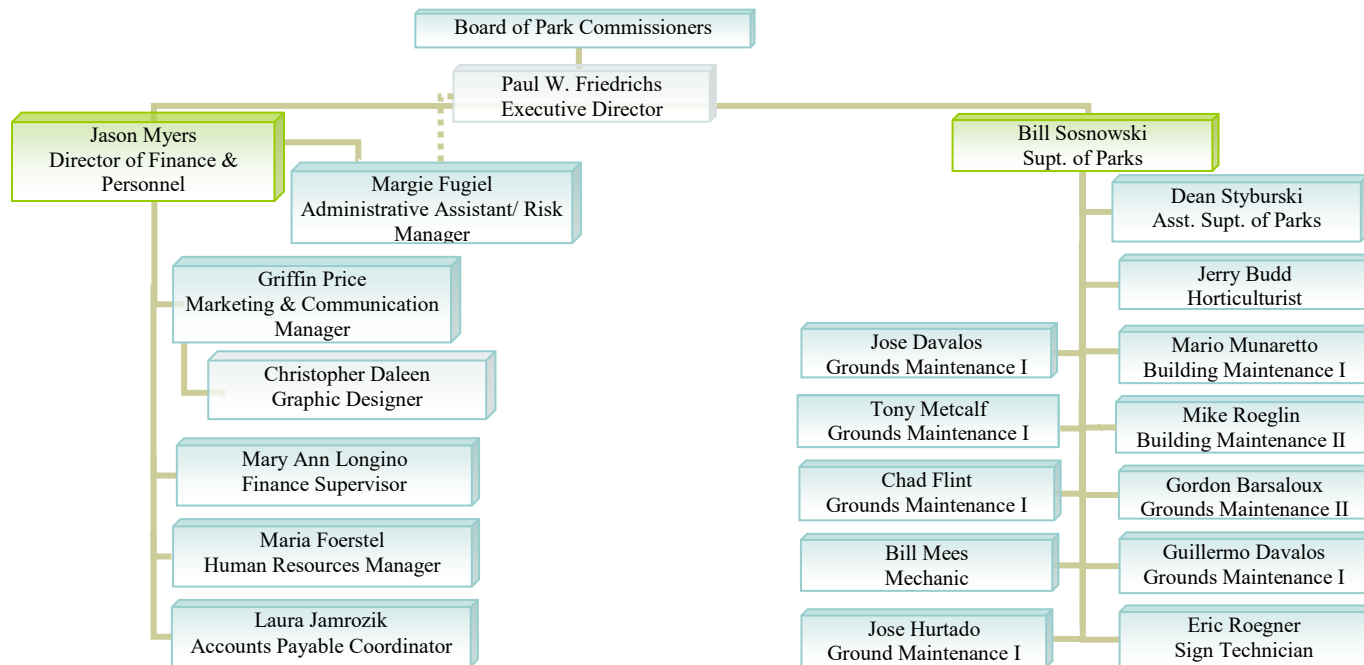 Board of Park Commissioners
Paul W. Friedrichs
Executive Director
Jason Myers
Director of Finance &
Personnel
Margie Fugiel
Administrative Assistant/ Risk
Manager
Griffin Price
Marketing & Communication
Manager
Christopher Daleen
Graphic Designer
Mary Ann Longino
Finance Supervisor
Maria Foerstel
Human Resources Manager
Laura Jamrozik
Accounts Payable Coordinator
Bill Sosnowski
Supt. of Parks
Dean Styburski
Asst. Supt. of Parks
Jerry Budd
Horticulturist
Jose Davalos
Grounds Maintenance I
Mario Munaretto
Building Maintenance I
Tony Metcalf
Grounds Maintenance I
Mike Roeglin
Building Maintenance II
Chad Flint
Grounds Maintenance I
Gordon Barsaloux
Grounds Maintenance II
Bill Mees
Mechanic
Guillermo Davalos
Grounds Maintenance I
Jose Hurtado
Ground Maintenance I
Eric Roegner
Sign Technician